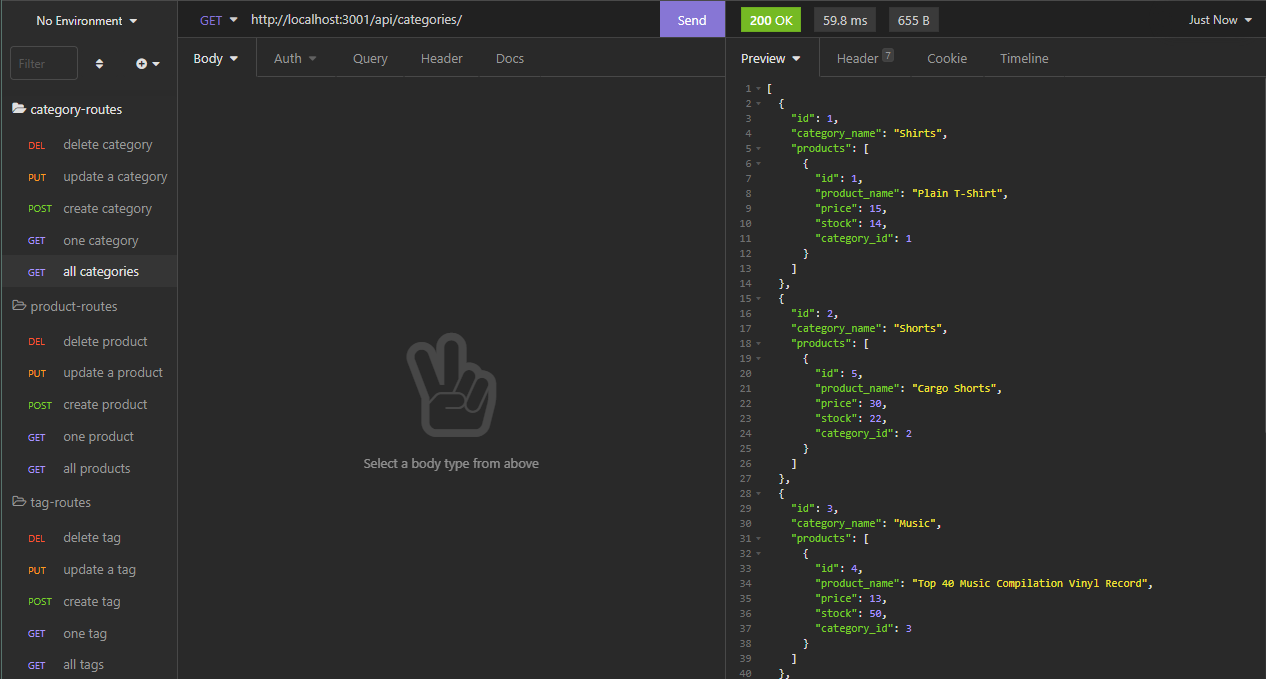 No Environment
GET http://localhost:3001/api/categories/ Send
200 OK 59.8 ms 655 B Just Now
Filter
Body Auth Query Header Docs
Preview Header 7 Cookie Timeline
category-routes
DEL delete category
PUT update a category
POST create category
GET one category
GET all categories
product-routes
DEL delete product
PUT update a product
POST create product
GET one product
GET all products
tag-routes
DEL delete tag
PUT update a tag
POST create tag
GET one tag
GET all tags
Select a body type from above
1 [
2 {
3 "id": 1,
4 "category_name": "Shirts",
5 "products": [
6 {
7 "id": 1,
8 "product_name": "Plain T-Shirt",
9 "price": 15,
10 "stock": 14,
11 "category_id": 1
12 }
13 ]
14 },
15 {
16 "id": 2,
17 "category_name": "Shorts",
18 "products": [
19 {
20 "id": 5,
21 "product_name": "Cargo Shorts",
22 "price": 30,
23 "stock": 22,
24 "category_id": 2
25 }
26 ]
27 },
28 {
29 "id": 3,
30 "category_name": "Music",
31 "products": [
32 {
33 "id": 4,
34 "product_name": "Top 40 Music Compilation Vinyl Record",
35 "price": 13,
36 "stock": 50,
37 "category_id": 3
38 }
39 ]
40 },